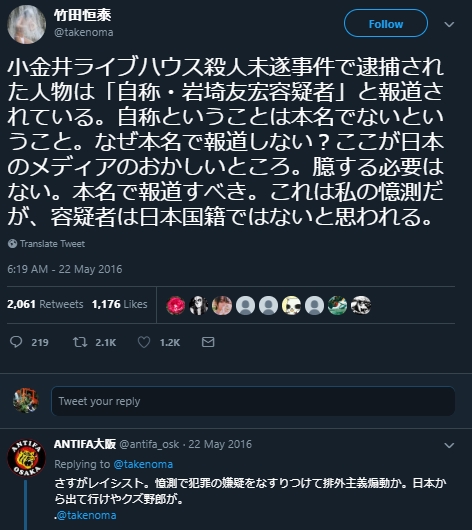 竹田恒泰
@takenoma
Follow
小金井ライブハウス殺人未遂事件で逮捕され
た人物は「自称・岩埼友宏容疑者」と報道さ
れている。自称ということは本名でないとい
うこと。なぜ本名で報道しない？ここが日本
のメディアのおかしいところ。臆する必要は
ない。本名で報道すべき。これは私の憶測だ
が、容疑者は日本国籍ではないと思われる。
Translate Tweet
6:19 AM - 22 May 2016
2,061 Retweets 1,176 Likes
219 2.1K 1.2K
Tweet your reply
ANTIFA大阪 @antifa_osk · 22 May 2016
ANTIFA
OSAKA
Replying to @takenoma
さすがレイシスト。憶測で犯罪の嫌疑をなすりつけて排外主義煽動か。日本から
出て行けやクズ野郎が。
.@takenoma